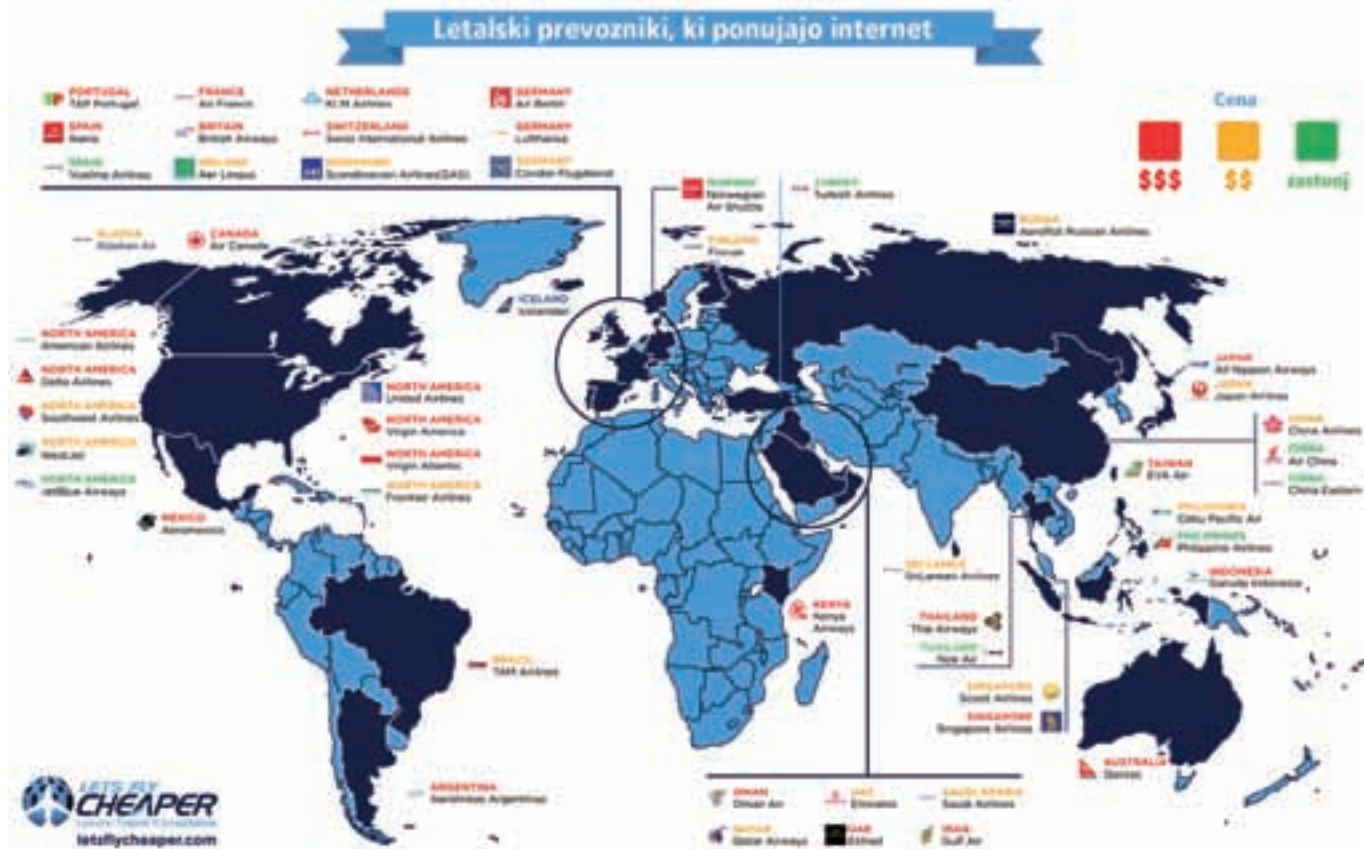 Letalski prevozniki, ki ponujajo internet
Cena
$$$
$$
zastonj
PORTUGAL
TAP Portugal
FRANCE
Air France
NETHERLANDS
KLM Airlines
GERMANY
Air Berlin
SPAIN
Iberia
BRITAIN
British Airways
SWITZERLAND
Swiss International Airlines
GERMANY
Lufthansa
SPAIN
Vueling Airlines
IRELAND
Aer Lingus
Scandinavian Airlines(SAS)
GERMANY
NORWAY
Norwegian
Air Shuttle
TURKEY
Turkish Airlines
FINLAND
Finnair
RUSSIA
Aeroflot Russian Airlines
ALASKA
Alaskan Air
CANADA
Air Canada
ICELAND
Icelandair
NORTH AMERICA
American Airlines
NORTH AMERICA
Delta Airlines
NORTH AMERICA
Southwest Airlines
NORTH AMERICA
WestJet
NORTH AMERICA
JetBlue Airways
NORTH AMERICA
United Airlines
NORTH AMERICA
Virgin America
NORTH AMERICA
Virgin Atlantic
NORTH AMERICA
Frontier Airlines
MEXICO
Aeromexico
JAPAN
All Nippon Airways
JAPAN
Japan Airlines
CHINA
China Airlines
CHINA
Air China
CHINA
China Eastern
TAIWAN
EVA Air
PHILIPPINES
Cebu Pacific Air
PHILIPPINES
Philippine Airlines
INDONESIA
Garuda Indonesia
SRI LANKA
SriLankan Airlines
THAILAND
Thai Airways
THAILAND
Nok Air
SINGAPORE
Scoot Airlines
SINGAPORE
Singapore Airlines
KENYA
Kenya
Airways
BRAZIL
TAM Airlines
ARGENTINA
Aerolineas Argentinas
AUSTRALIA
OMAN
Oman Air
UAE
Emirates
SAUDI ARABIA
Saudi Airlines
QATAR
Qatar Airways
UAE
Etihad
IRAQ
Gulf Air
LETS FLY
CHEAPER
letsflycheaper.com